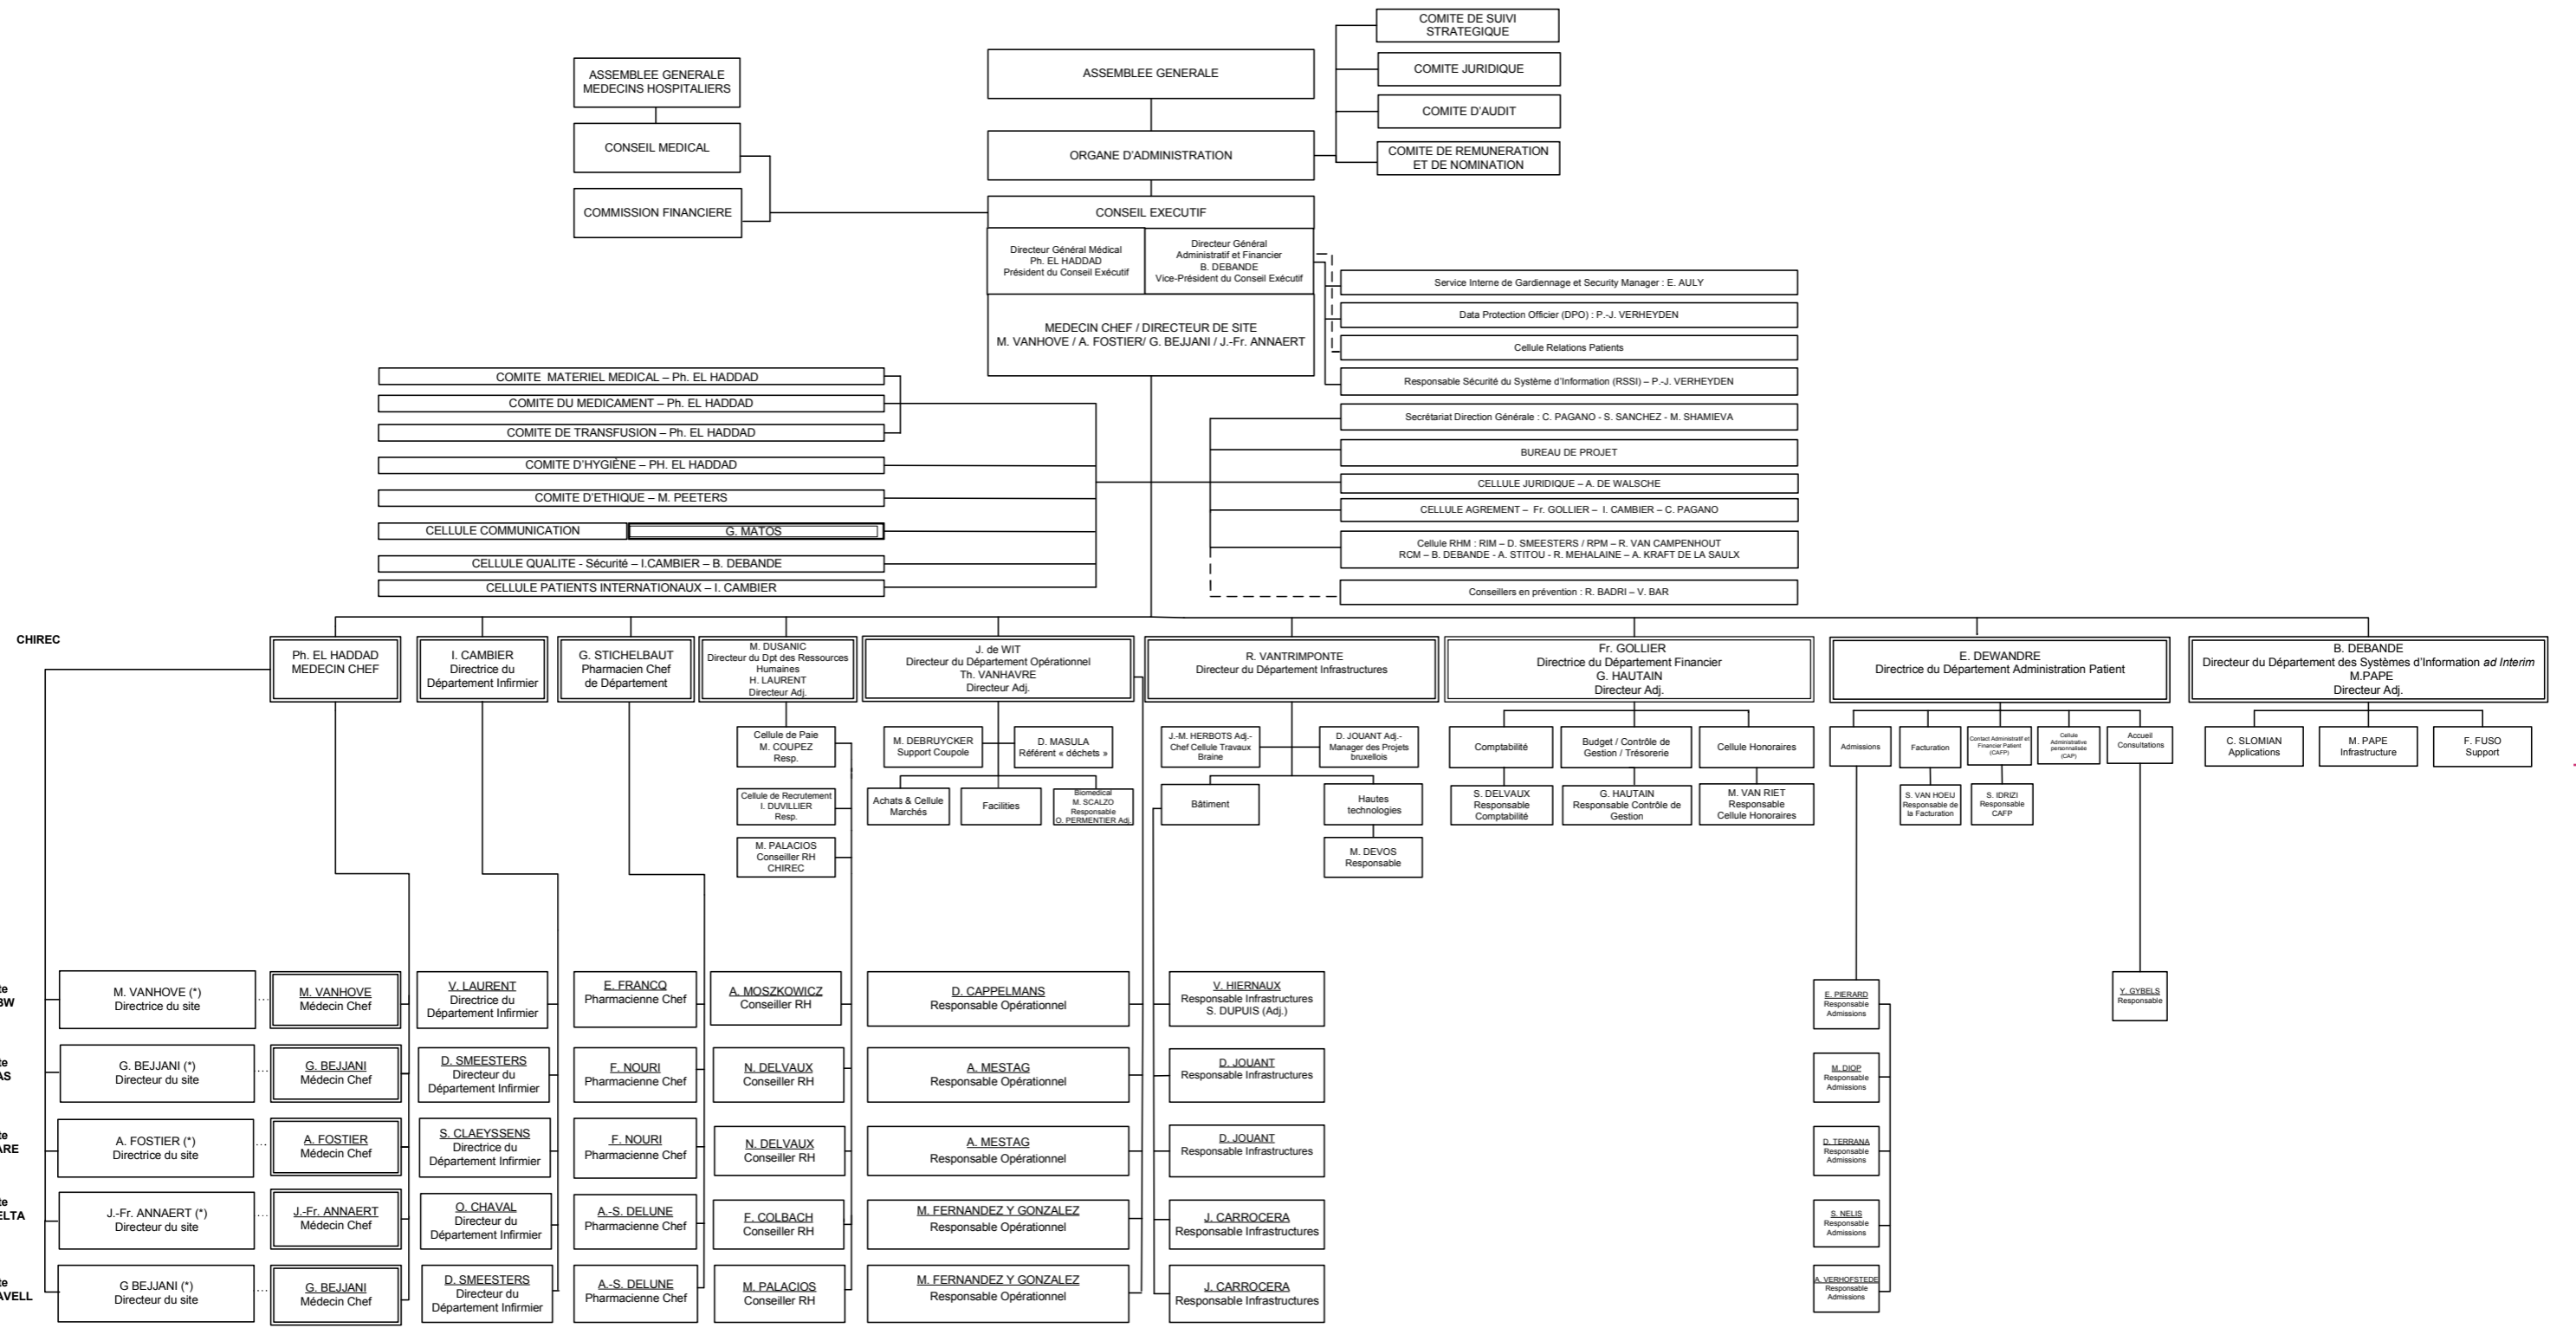 COMITE DE SUIVI
STRATEGIQUE
ASSEMBLEE GENERALE
MEDECINS HOSPITALIERS
ASSEMBLEE GENERALE
COMITE JURIDIQUE
COMITE D'AUDIT
CONSEIL MEDICAL
ORGANE D'ADMINISTRATION
COMITE DE REMUNERATION
ET DE NOMINATION
COMMISSION FINANCIERE
CONSEIL EXECUTIF
Directeur Général Médical
Ph. EL HADDAD
Président du Conseil Exécutif
Directeur Général
Administratif et Financier
B. DEBANDE
Vice-Président du Conseil Exécutif
MEDECIN CHEF / DIRECTEUR DE SITE
M. VANHOVE / A. FOSTIER/ G. BEJJANI / J.-Fr. ANNAERT
Service Interne de Gardiennage et Security Manager : E. AULY
Data Protection Officier (DPO) : P.-J. VERHEYDEN
Cellule Relations Patients
Responsable Sécurité du Système d'Information (RSSI) – P.-J. VERHEYDEN
COMITE MATERIEL MEDICAL – Ph. EL HADDAD
COMITE DU MEDICAMENT – Ph. EL HADDAD
COMITE DE TRANSFUSION – Ph. EL HADDAD
COMITE D'HYGIÈNE – PH. EL HADDAD
COMITE D'ETHIQUE – M. PEETERS
CELLULE COMMUNICATION
G. MATOS
CELLULE QUALITE - Sécurité – I.CAMBIER – B. DEBANDE
CELLULE PATIENTS INTERNATIONAUX – I. CAMBIER
Secrétariat Direction Générale : C. PAGANO - S. SANCHEZ - M. SHAMIEVA
BUREAU DE PROJET
CELLULE JURIDIQUE – A. DE WALSCHE
CELLULE AGREMENT – Fr. GOLLIER – I. CAMBIER – C. PAGANO
Cellule RHM : RIM – D. SMEESTERS / RPM – R. VAN CAMPENHOUT
RCM – B. DEBANDE - A. STITOU - R. MEHALAINE – A. KRAFT DE LA SAULX
Conseillers en prévention : R. BADRI – V. BAR
CHIREC
Ph. EL HADDAD
MEDECIN CHEF
I. CAMBIER
Directrice du
Département Infirmier
G. STICHELBAUT
Pharmacien Chef
de Département
M. DUSANIC
Directeur du Dpt des Ressources
Humaines
H. LAURENT
Directeur Adj.
J. de WIT
Directeur du Département Opérationnel
Th. VANHAVRE
Directeur Adj.
R. VANTRIMPONTE
Directeur du Département Infrastructures
Fr. GOLLIER
Directrice du Département Financier
G. HAUTAIN
Directeur Adj.
E. DEWANDRE
Directrice du Département Administration Patient
B. DEBANDE
Directeur du Département des Systèmes d'Information ad Interim
M.PAPE
Directeur Adj.
Cellule de Paie
M. COUPEZ
Resp.
M. DEBRUYCKER
Support Coupole
D. MASULA
Référent « déchets »
J.-M. HERBOTS Adj.-
Chef Cellule Travaux
Braine
D. JOUANT Adj.-
Manager des Projets
bruxellois
Comptabilité
Budget / Contrôle de
Gestion / Trésorerie
Cellule Honoraires
Admissions
Facturation
Contact Administratif et
Financier Patient
(CAFP)
Cellule
Administrative
personnalisée
(CAP)
Accueil
Consultations
C. SLOMIAN
Applications
M. PAPE
Infrastructure
F. FUSO
Support
Cellule de Recrutement
I. DUVILLIER
Resp.
Achats & Cellule
Marchés
Facilities
Biomédical
M. SCALZO
Responsable
O. PERMENTIER Adj.
Bâtiment
Hautes
technologies
S. DELVAUX
Responsable
Comptabilité
G. HAUTAIN
Responsable Contrôle de
Gestion
M. VAN RIET
Responsable
Cellule Honoraires
S. VAN HOEIJ
Responsable de
la Facturation
S. IDRIZI
Responsable
CAFP
M. PALACIOS
Conseiller RH
CHIREC
M. DEVOS
Responsable
te
BW
M. VANHOVE (*)
Directrice du site
M. VANHOVE
Médecin Chef
V. LAURENT
Directrice du
Département Infirmier
E. FRANCQ
Pharmacienne Chef
A. MOSZKOWICZ
Conseiller RH
D. CAPPELMANS
Responsable Opérationnel
V. HIERNAUX
Responsable Infrastructures
S. DUPUIS (Adj.)
E. PIERARD
Responsable
Admissions
Y. GYBELS
Responsable
te
AS
G. BEJJANI (*)
Directeur du site
G. BEJJANI
Médecin Chef
D. SMEESTERS
Directeur du
Département Infirmier
F. NOURI
Pharmacienne Chef
N. DELVAUX
Conseiller RH
A. MESTAG
Responsable Opérationnel
D. JOUANT
Responsable Infrastructures
M. DIOP
Responsable
Admissions
te
ARE
A. FOSTIER (*)
Directrice du site
A. FOSTIER
Médecin Chef
S. CLAEYSSENS
Directrice du
Département Infirmier
F. NOURI
Pharmacienne Chef
N. DELVAUX
Conseiller RH
A. MESTAG
Responsable Opérationnel
D. JOUANT
Responsable Infrastructures
D. TERRANA
Responsable
Admissions
te
ELTA
J.-Fr. ANNAERT (*)
Directeur du site
J.-Fr. ANNAERT
Médecin Chef
O. CHAVAL
Directeur du
Département Infirmier
A.-S. DELUNE
Pharmacienne Chef
F. COLBACH
Conseiller RH
M. FERNANDEZ Y GONZALEZ
Responsable Opérationnel
J. CARROCERA
Responsable Infrastructures
S. NELIS
Responsable
Admissions
te
AVELL
G BEJJANI (*)
Directeur du site
G. BEJJANI
Médecin Chef
D. SMEESTERS
Directeur du
Département Infirmier
A.-S. DELUNE
Pharmacienne Chef
M. PALACIOS
Conseiller RH
M. FERNANDEZ Y GONZALEZ
Responsable Opérationnel
J. CARROCERA
Responsable Infrastructures
A. VERHOFSTEDE
Responsable
Admissions